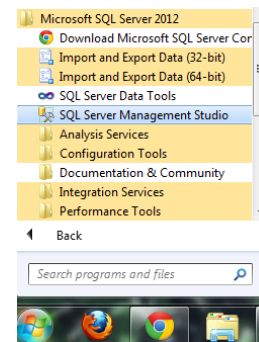 Microsoft SQL Server 2012
Download Microsoft SQL Server Con
Import and Export Data (32-bit)
Import and Export Data (64-bit)
SQL Server Data Tools
SQL Server Management Studio
Analysis Services
Configuration Tools
Documentation & Community
Integration Services
Performance Tools
Back
Search programs and files